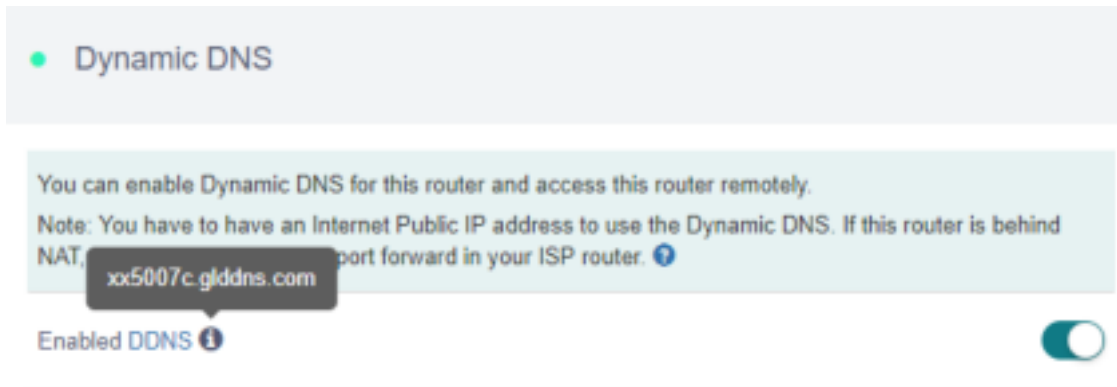 Dynamic DNS
You can enable Dynamic DNS for this router and access this router remotely.
Note: You have to have an Internet Public IP address to use the Dynamic DNS. If this router is behind
NAT, port forward in your ISP router.
xx5007c.glddns.com
Enabled DDNS